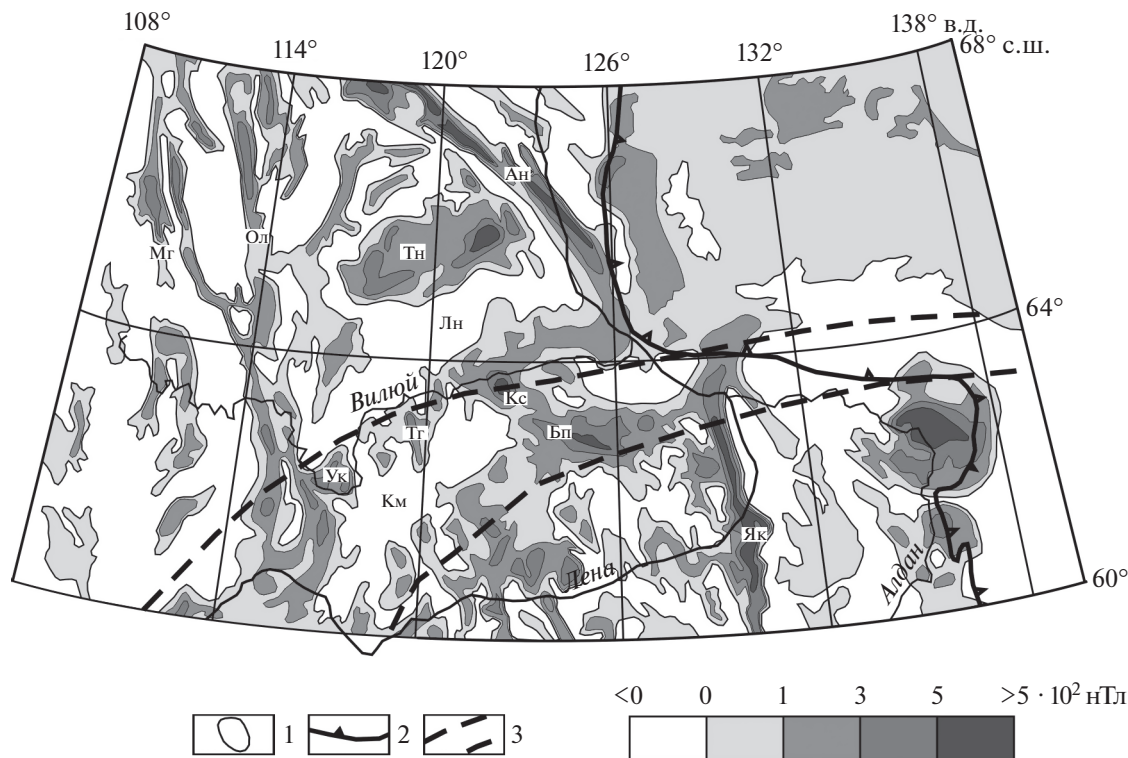 108°
114°
120°
126°
132°
138° в.д.
68° с.ш.
Ан
Мг
Ол
Тн
Лн
64°
Вилюй
Кс
Тг
Бп
Ук
Км
Як
Лена
Алдан
60°
<0 0 1 3 5 >5 · 10² нТл
1 2 3